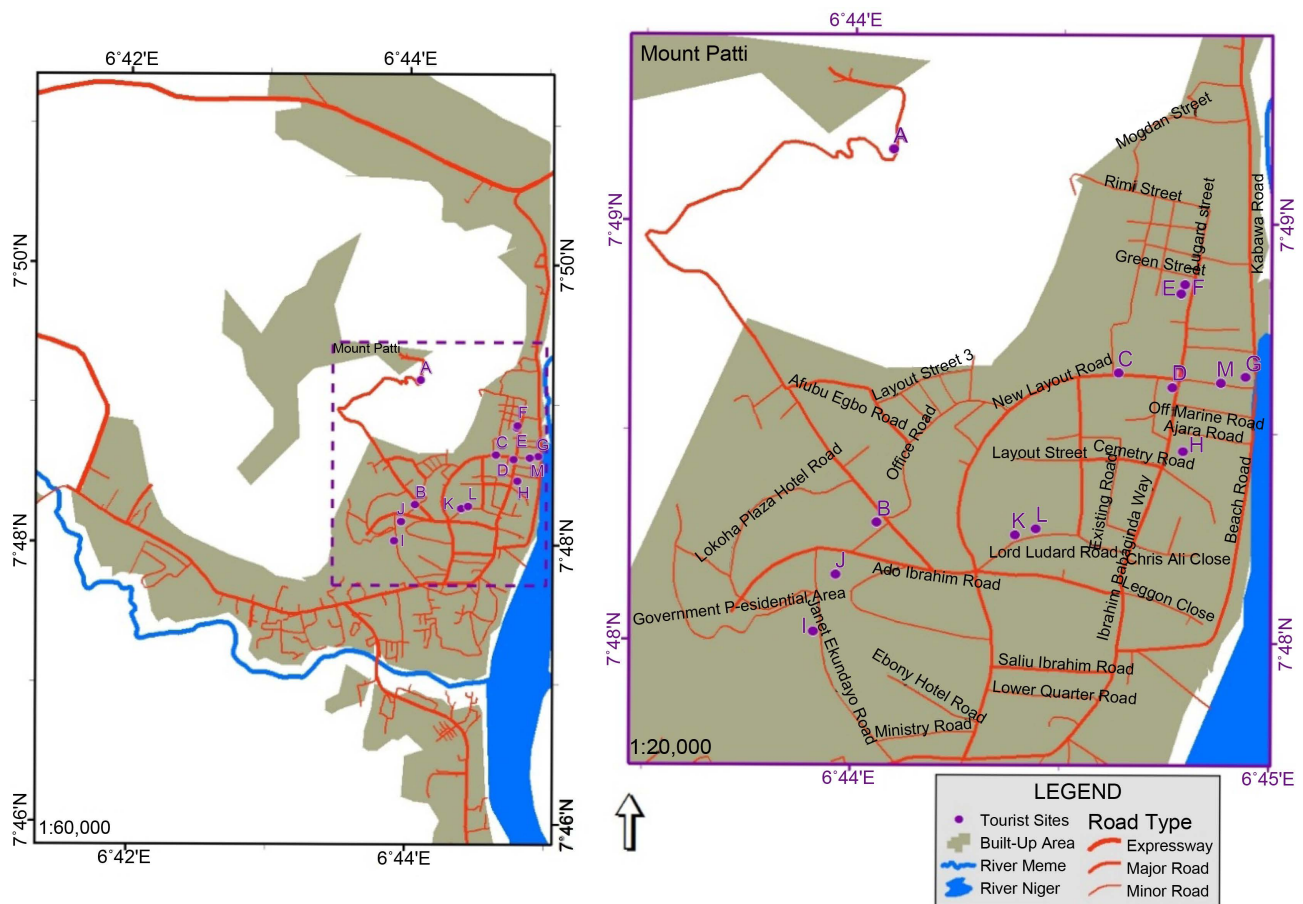 6°42'E
6°44'E
7°50'N
7°50'N
Mount Patti
A
F
C
E
G
D
M
H
B
K
L
J
I
7°48'N
7°48'N
7°46'N
7°46'N
1:60,000
6°42'E
6°44'E
6°44'E
Mount Patti
A
Mogdan Street
Rimi Street
Lugard street
Kabawa Road
7°49'N
7°49'N
Green Street
E
F
C
D
M
G
Layout Street 3
New Layout Road
Afubu Egbo Road
Office Road
Off Marine Road
Ajara Road
H
Cemetry Road
Layout Street
Existing Road
Lokoha Plaza Hotel Road
Beach Road
Ibrahim Babaginda Way
B
K
L
Lord Ludard Road
Chris Ali Close
J
Ado Ibrahim Road
Leggon Close
Government P-esidential Area
I
Janet Ekundayo Road
7°48'N
7°48'N
Saliu Ibrahim Road
Ebony Hotel Road
Lower Quarter Road
Ministry Road
1:20,000
6°44'E
6°45'E
LEGEND
Tourist Sites
Built-Up Area
River Meme
River Niger
Road Type
Expressway
Major Road
Minor Road